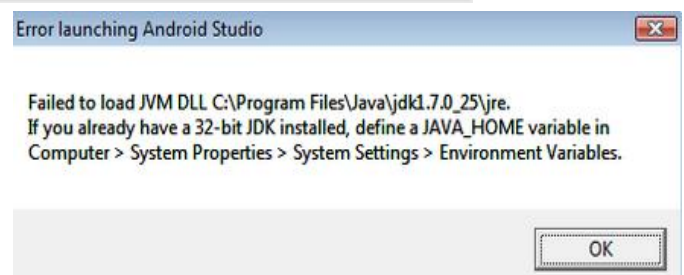 Error launching Android Studio
Failed to load JVM DLL C:\Program Files\Java\jdk1.7.0_25\jre.
If you already have a 32-bit JDK installed, define a JAVA_HOME variable in
Computer > System Properties > System Settings > Environment Variables.
OK